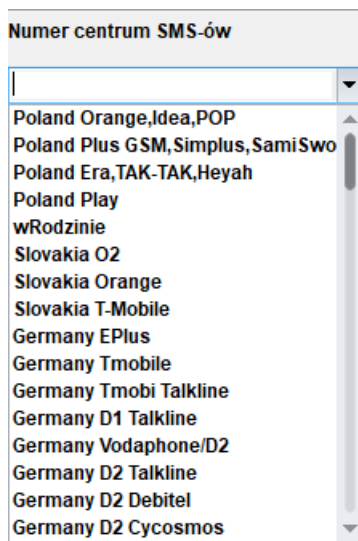 Numer centrum SMS-ów
Poland Orange,Idea,POP
Poland Plus GSM,Simplus,SamiSwo
Poland Era,TAK-TAK,Heyah
Poland Play
wRodzinie
Slovakia O2
Slovakia Orange
Slovakia T-Mobile
Germany EPlus
Germany Tmobile
Germany Tmobi Talkline
Germany D1 Talkline
Germany Vodaphone/D2
Germany D2 Talkline
Germany D2 Debitel
Germany D2 Cycosmos